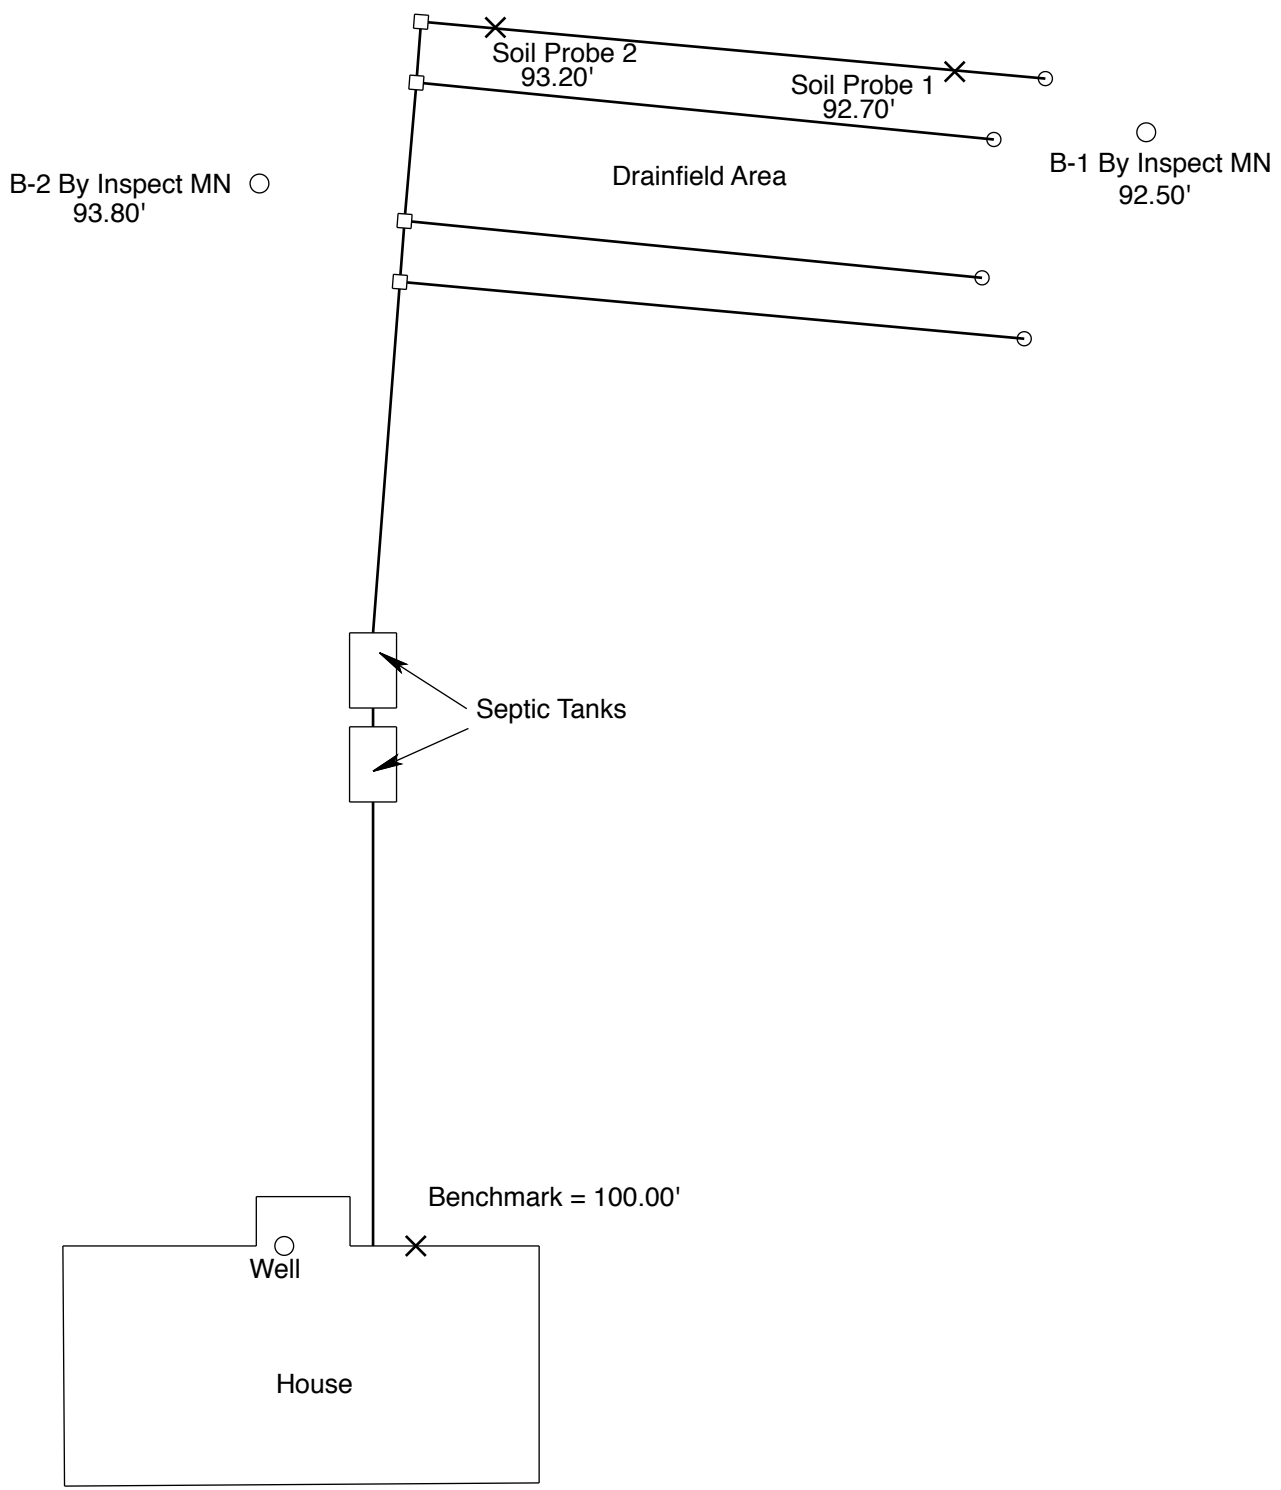 Soil Probe 2
93.20'
Soil Probe 1
92.70'
B-1 By Inspect MN
92.50'
Drainfield Area
B-2 By Inspect MN
93.80'
Septic Tanks
Benchmark = 100.00'
Well
House